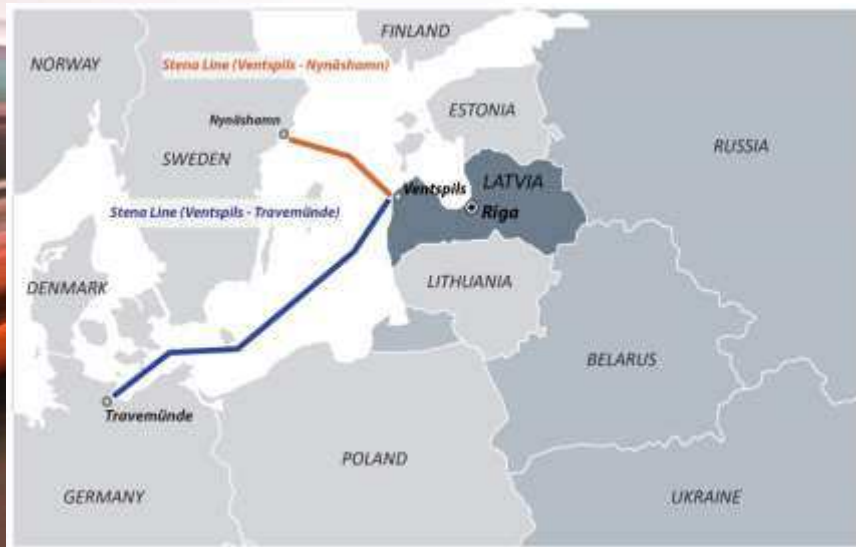 FINLAND
NORWAY
Stena Line (Ventspils - Nynäshamn)
ESTONIA
Nynäshamn
RUSSIA
SWEDEN
LATVIA
Ventspils
Stena Line (Ventspils - Travemünde)
Riga
LITHUANIA
DENMARK
BELARUS
Travemünde
POLAND
GERMANY
UKRAINE